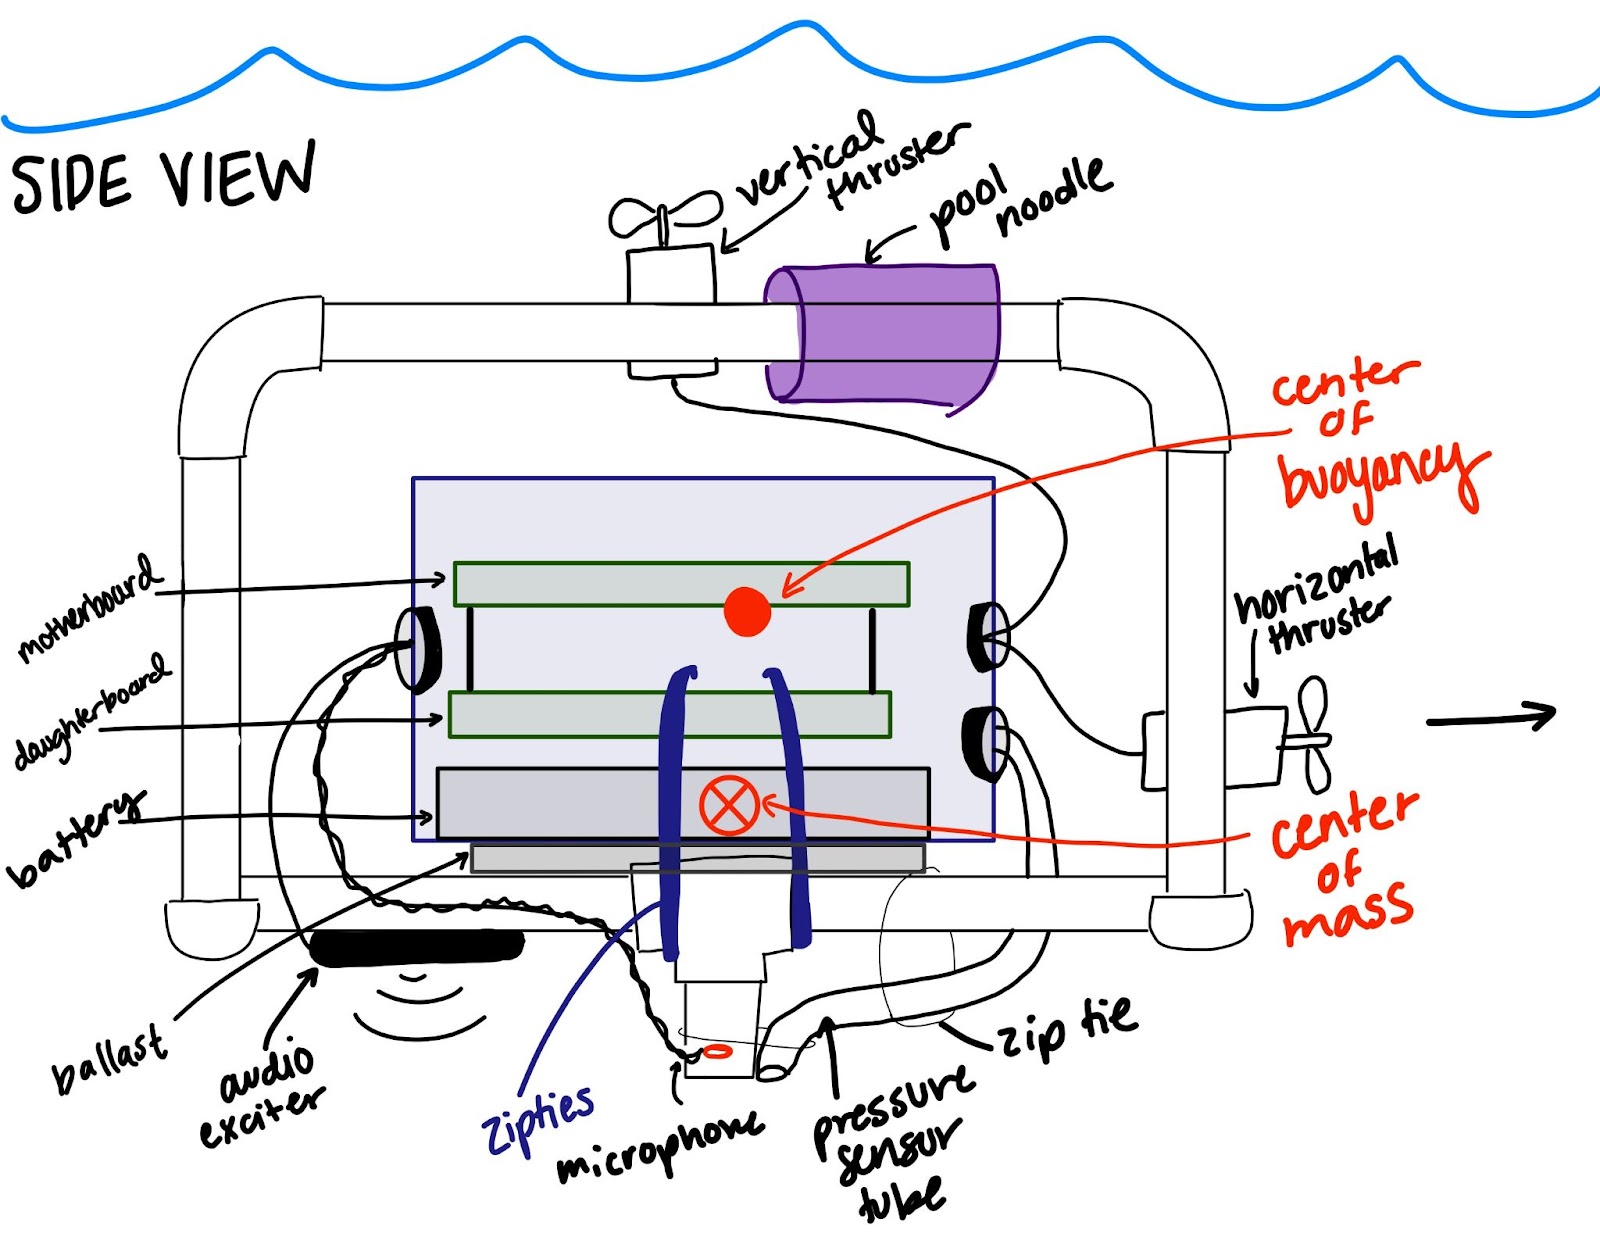 SIDE VIEW
vertical
thruster
pool
noodle
center
of
buoyancy
motherboard
horizontal
thruster
daughterboard
battery
center
of
mass
ballast
audio
exciter
zipties
microphone
pressure
sensur
tube
zip tie